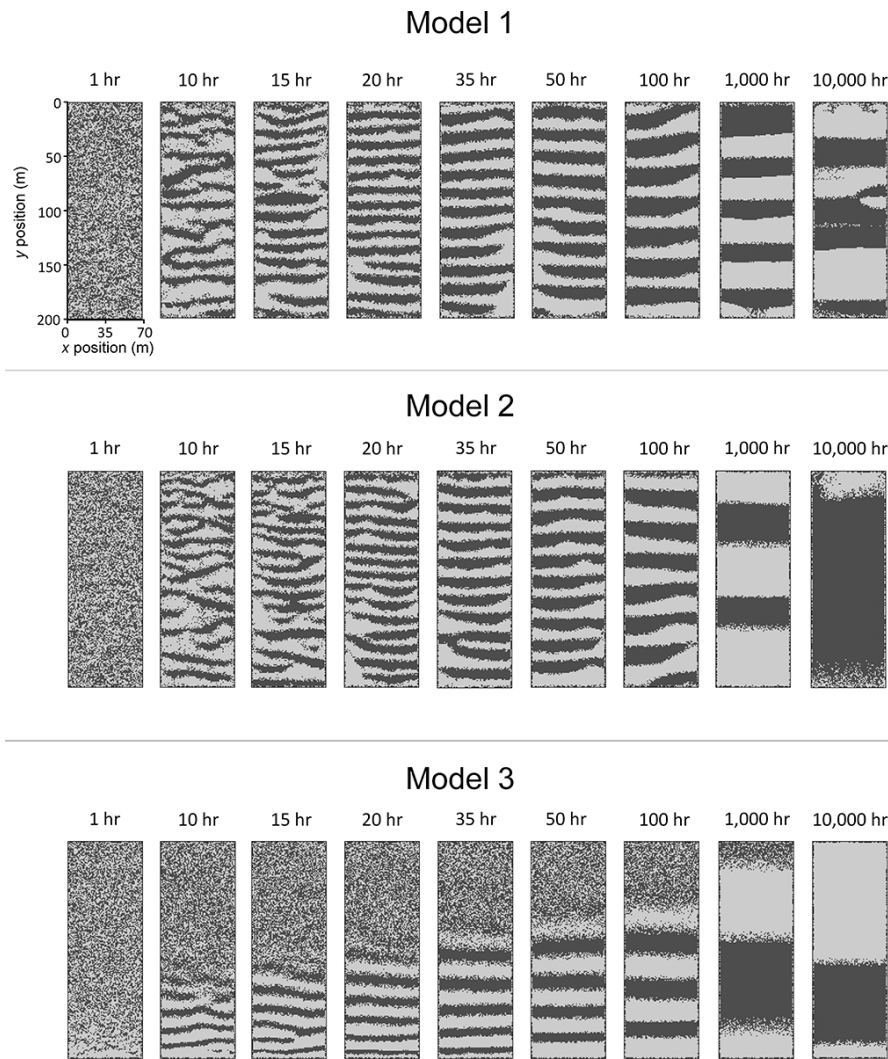 Model 1
1 hr 10 hr 15 hr 20 hr 35 hr 50 hr 100 hr 1,000 hr 10,000 hr
0
50
100
150
200
y position (m)
0 35 70
x position (m)
Model 2
1 hr 10 hr 15 hr 20 hr 35 hr 50 hr 100 hr 1,000 hr 10,000 hr
Model 3
1 hr 10 hr 15 hr 20 hr 35 hr 50 hr 100 hr 1,000 hr 10,000 hr